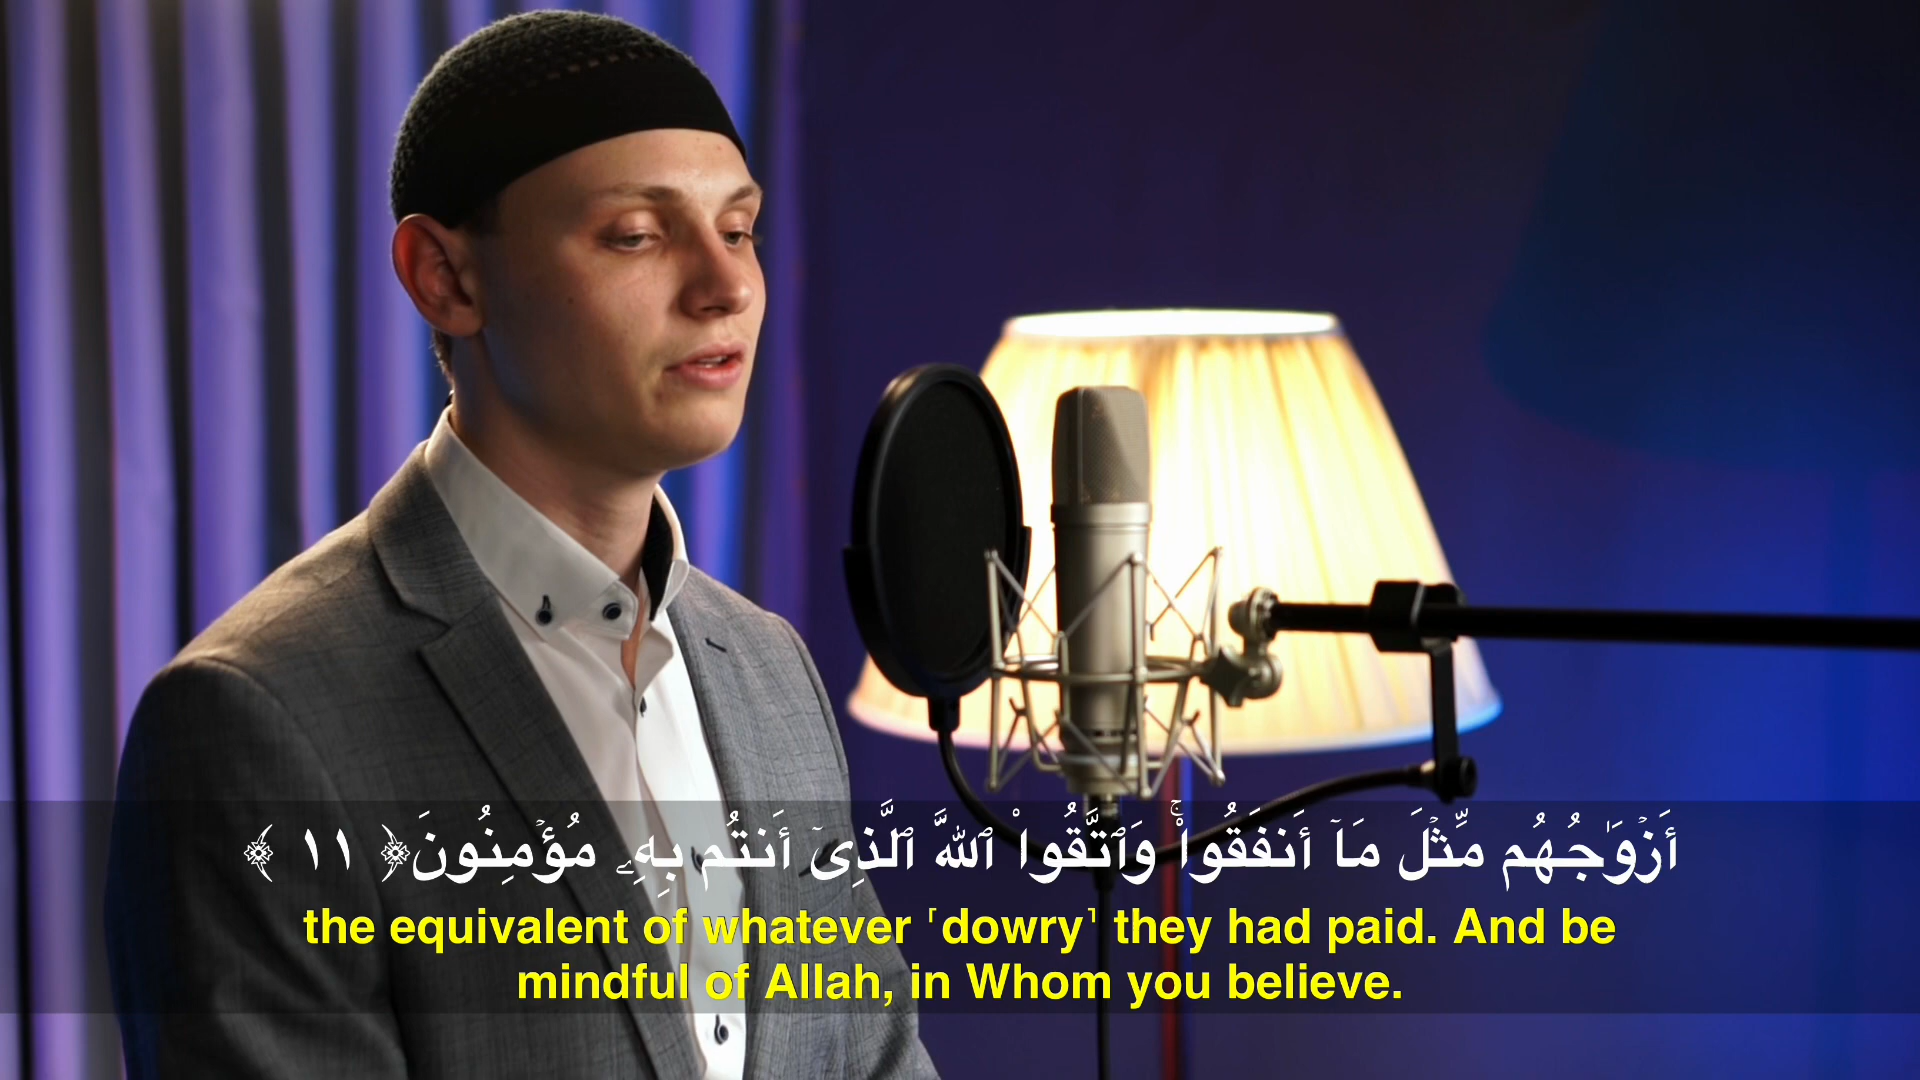 أَزْوَٰجُهُم مِّثْلَ مَآ أَنفَقُوا۟ ۚ وَٱتَّقُوا۟ ٱللَّهَ ٱلَّذِىٓ أَنتُم بِهِۦ مُؤْمِنُونَ ﴿١١﴾
the equivalent of whatever ˹dowry˺ they had paid. And be
mindful of Allah, in Whom you believe.